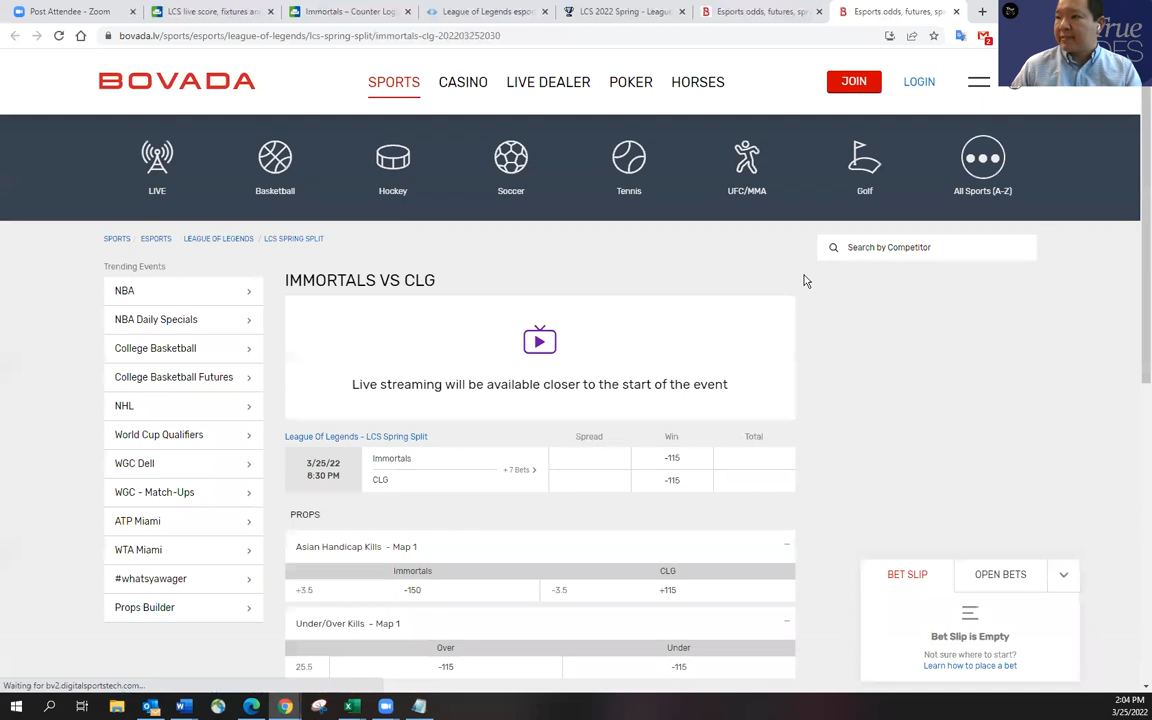 Post Attendee - Zoom
LCS live score, fixtures an
Immortals – Counter Log
League of Legends espo
LCS 2022 Spring - Leagu
Esports odds, futures, spr
Esports odds, futures, sp
bovada.lv/sports/esports/league-of-legends/lcs-spring-split/immortals-clg-202203252030
2
BOVADA
SPORTS
CASINO
LIVE DEALER
POKER
HORSES
JOIN
LOGIN
LIVE
Basketball
Hockey
Soccer
Tennis
UFC/MMA
Golf
All Sports (A-Z)
SPORTS / ESPORTS LEAGUE OF LEGENDS / LCS SPRING SPLIT
Search by Competitor
Trending Events
NBA
NBA Daily Specials
College Basketball
College Basketball Futures
NHL
World Cup Qualifiers
WGC Dell
WGC - Match-Ups
ATP Miami
WTA Miami
#whatsyawager
Props Builder
IMMORTALS VS CLG
Live streaming will be available closer to the start of the event
League Of Legends - LCS Spring Split
Spread
Win
Total
3/25/22
8:30 PM
Immortals
-115
+ 7 Bets
CLG
-115
PROPS
Asian Handicap Kills - Map 1
Immortals
CLG
+3.5
-150
-3.5
+115
Under/Over Kills - Map 1
Over
Under
25.5
-115
-115
BET SLIP
OPEN BETS
Bet Slip is Empty
Not sure where to start?
Learn how to place a bet
Waiting for bv2.digitalsportstech.com...
2:04 PM
3/25/2022